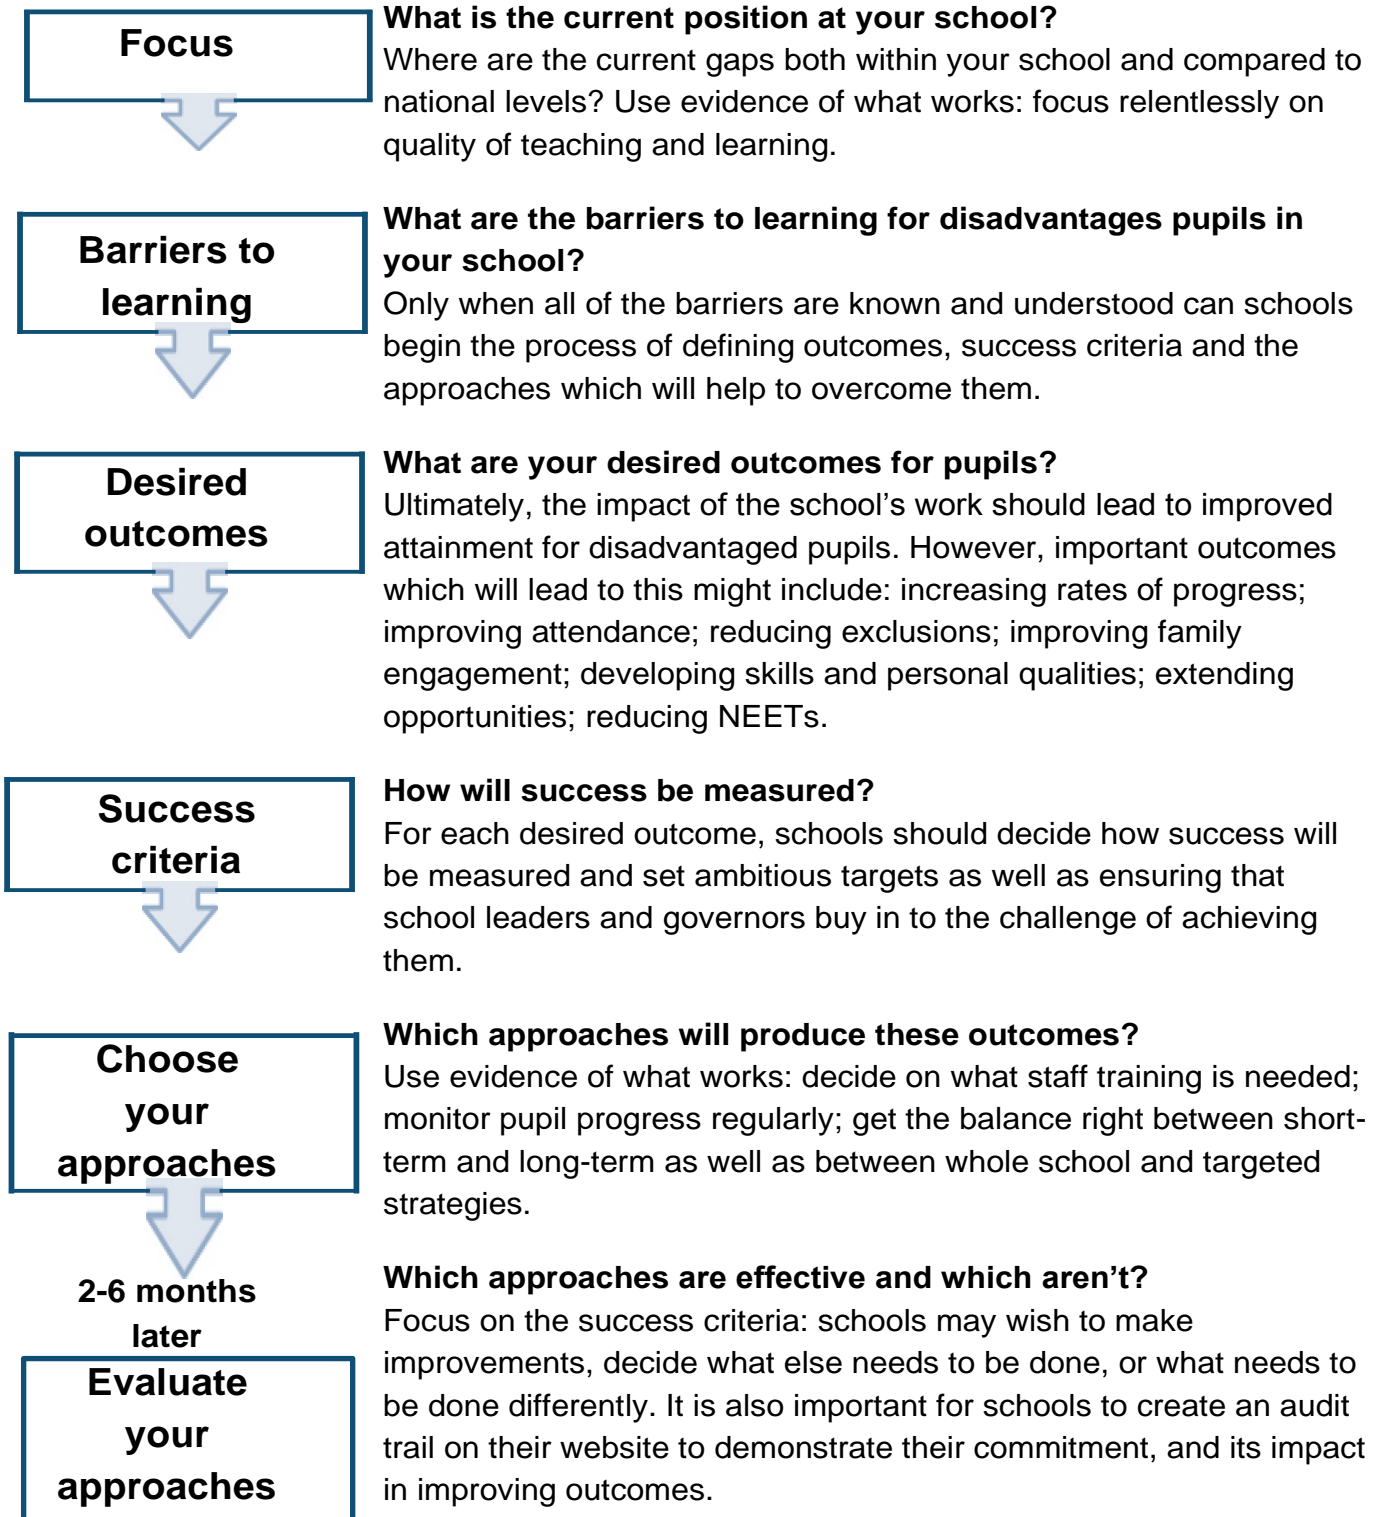 Focus
What is the current position at your school?
Where are the current gaps both within your school and compared to
national levels? Use evidence of what works: focus relentlessly on
quality of teaching and learning.
Barriers to
learning
What are the barriers to learning for disadvantages pupils in
your school?
Only when all of the barriers are known and understood can schools
begin the process of defining outcomes, success criteria and the
approaches which will help to overcome them.
Desired
outcomes
What are your desired outcomes for pupils?
Ultimately, the impact of the school’s work should lead to improved
attainment for disadvantaged pupils. However, important outcomes
which will lead to this might include: increasing rates of progress;
improving attendance; reducing exclusions; improving family
engagement; developing skills and personal qualities; extending
opportunities; reducing NEETs.
Success
criteria
How will success be measured?
For each desired outcome, schools should decide how success will
be measured and set ambitious targets as well as ensuring that
school leaders and governors buy in to the challenge of achieving
them.
Choose
your
approaches
Which approaches will produce these outcomes?
Use evidence of what works: decide on what staff training is needed;
monitor pupil progress regularly; get the balance right between short-
term and long-term as well as between whole school and targeted
strategies.
2-6 months
later
Evaluate
your
approaches
Which approaches are effective and which aren’t?
Focus on the success criteria: schools may wish to make
improvements, decide what else needs to be done, or what needs to
be done differently. It is also important for schools to create an audit
trail on their website to demonstrate their commitment, and its impact
in improving outcomes.